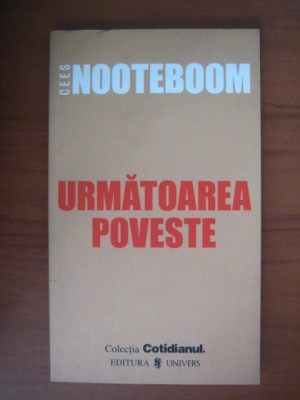 CEES NOOTEBOOM
URMĂTOAREA
POVESTE
Colecția Cotidianul.
EDITURA UNIVERS